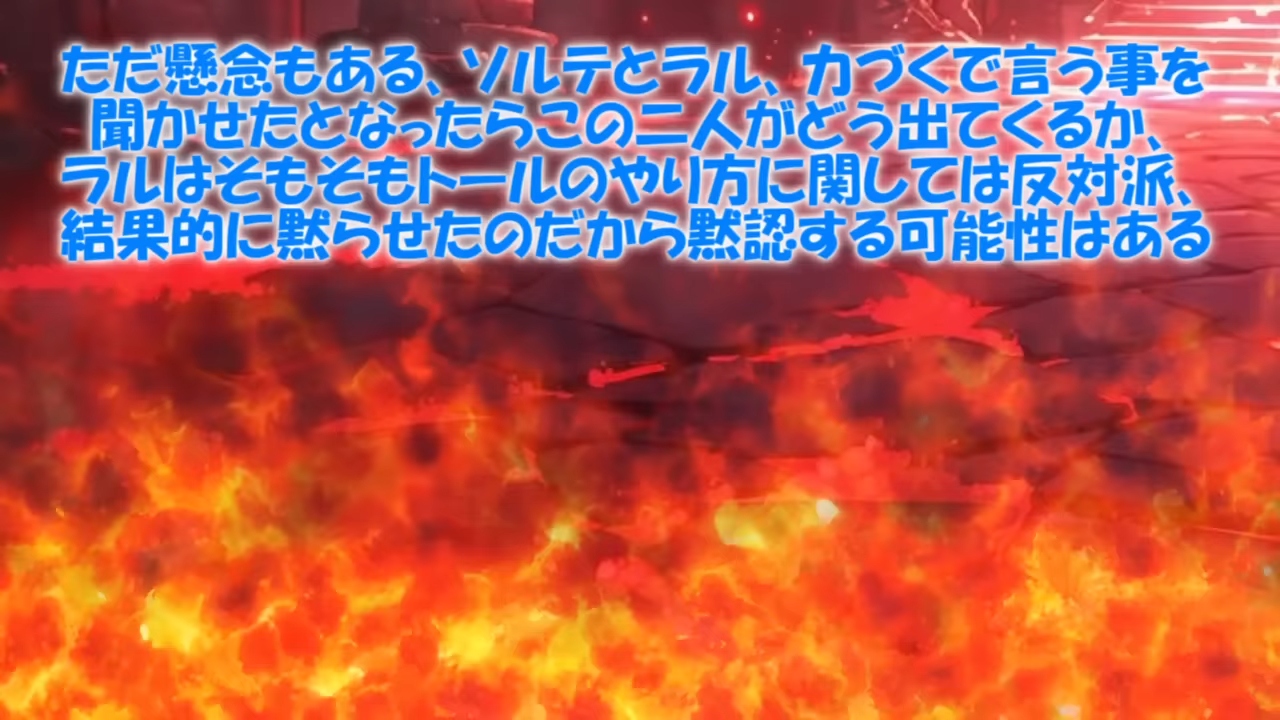 ただ懸念もある、ソルテとラル、力づくで言う事を
聞かせたとなったらこの二人がどう出てくるか、
ラルはそもそもトールのやり方に関しては反対派、
結果的に黙らせたのだから黙認する可能性はある